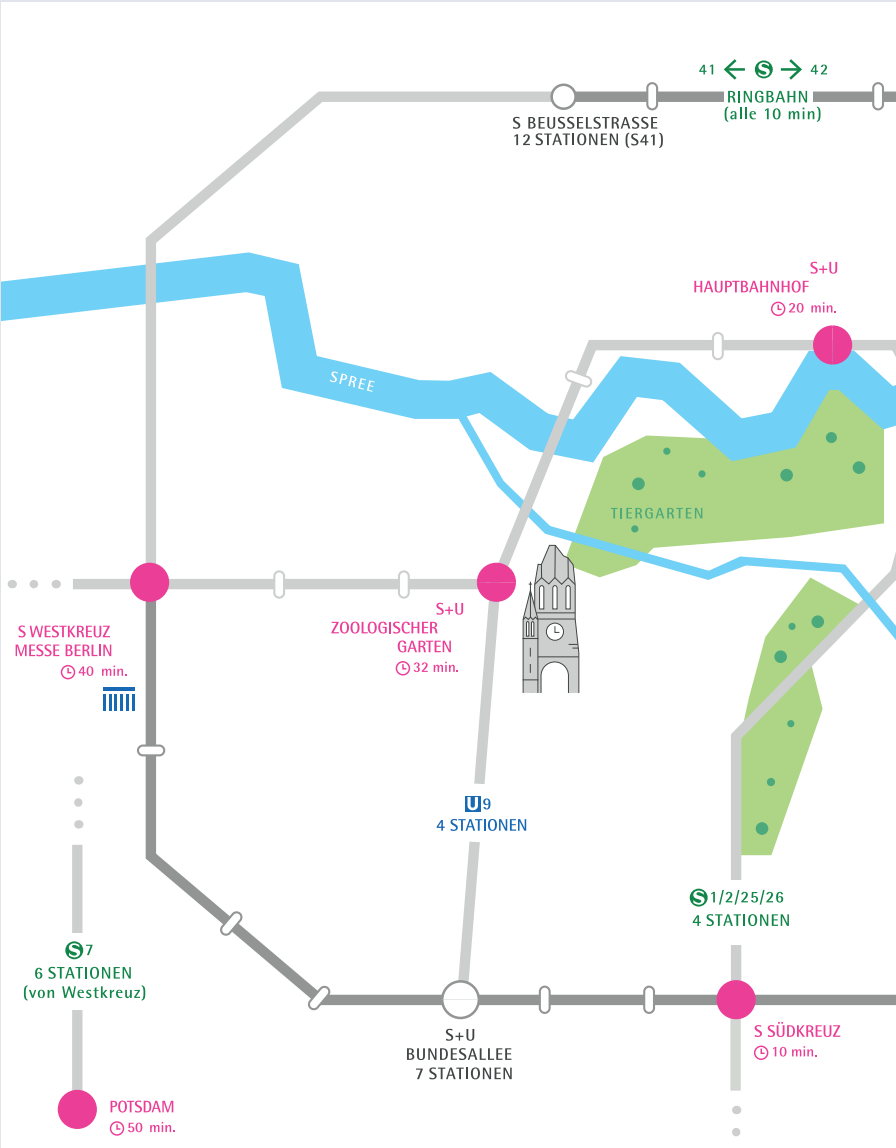 41 ← S → 42
RINGBAHN
(alle 10 min)
S BEUSSELSTRASSE
12 STATIONEN (S41)
S+U
HAUPTBAHNHOF
20 min.
SPREE
TIERGARTEN
S+U
ZOOLOGISCHER
GARTEN
32 min.
S WESTKREUZ
MESSE BERLIN
40 min.
U9
4 STATIONEN
S 1/2/25/26
4 STATIONEN
S7
6 STATIONEN
(von Westkreuz)
S+U
BUNDESALLEE
7 STATIONEN
S SÜDKREUZ
10 min.
POTSDAM
50 min.